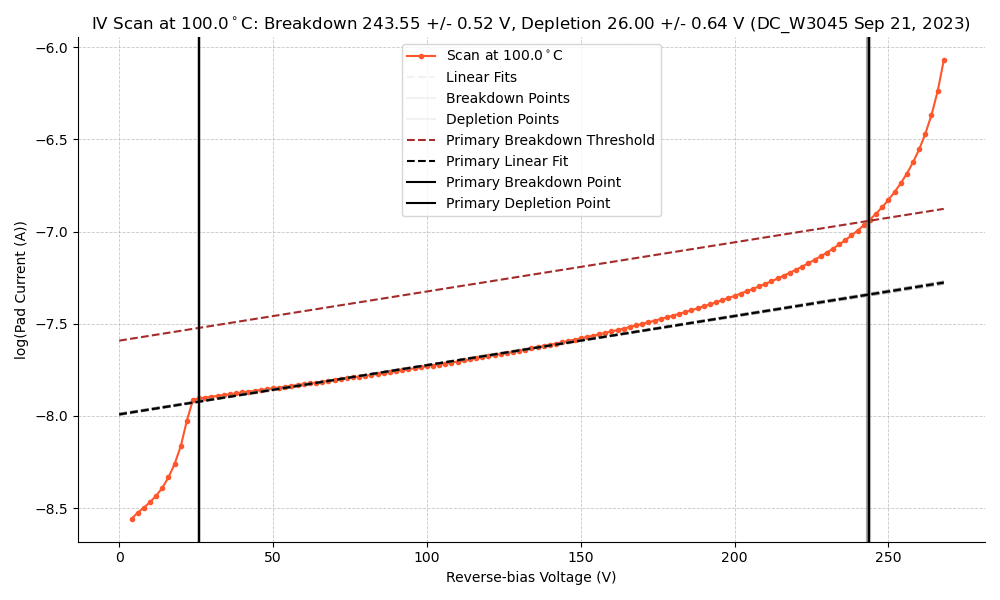 IV Scan at 100.0°C: Breakdown 243.55 +/- 0.52 V, Depletion 26.00 +/- 0.64 V (DC_W3045 Sep 21, 2023)
Scan at 100.0°C
Linear Fits
Breakdown Points
Depletion Points
Primary Breakdown Threshold
Primary Linear Fit
Primary Breakdown Point
Primary Depletion Point
log(Pad Current (A))
−6.0
−6.5
−7.0
−7.5
−8.0
−8.5
0
50
100
150
200
250
Reverse-bias Voltage (V)